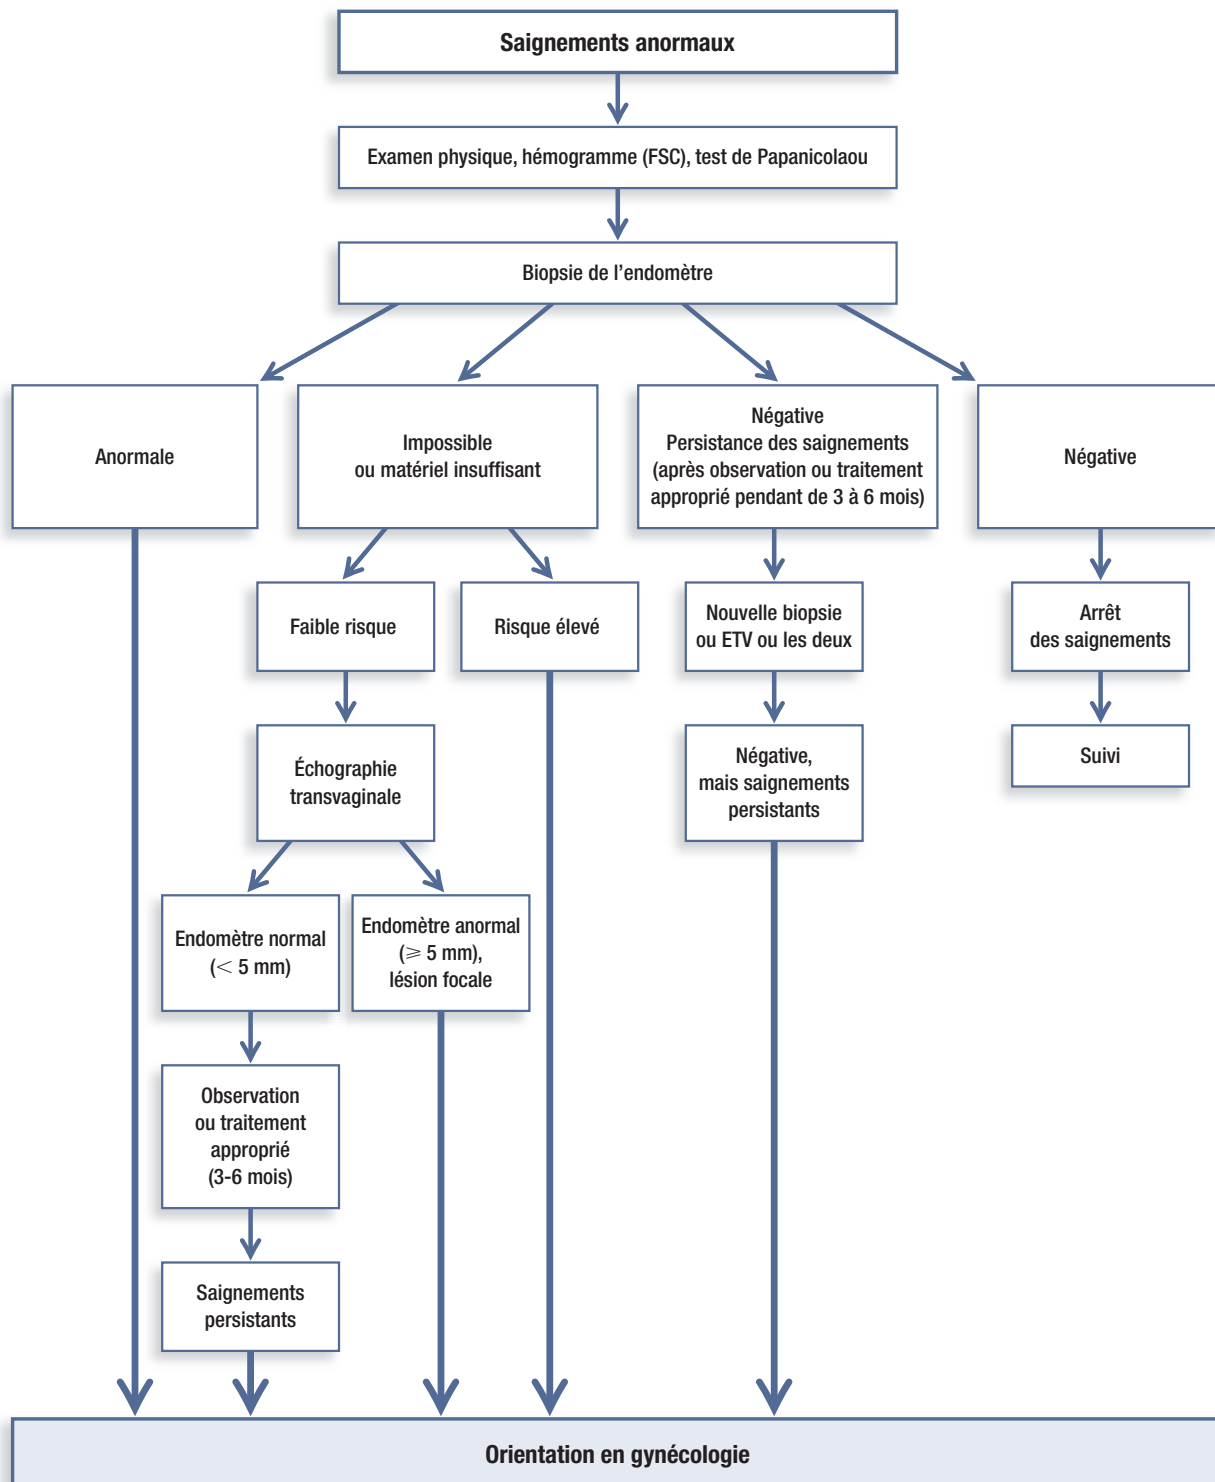 Saignements anormaux
Examen physique, hémogramme (FSC), test de Papanicolaou
Biopsie de l'endomètre
Anormale
Impossible
ou matériel insuffisant
Négative
Persistance des saignements
(après observation ou traitement
approprié pendant de 3 à 6 mois)
Négative
Faible risque
Risque élevé
Nouvelle biopsie
ou ETV ou les deux
Arrêt
des saignements
Échographie
transvaginale
Négative,
mais saignements
persistants
Suivi
Endomètre normal
(< 5 mm)
Endomètre anormal
(⩾ 5 mm),
lésion focale
Observation
ou traitement
approprié
(3-6 mois)
Saignements
persistants
Orientation en gynécologie